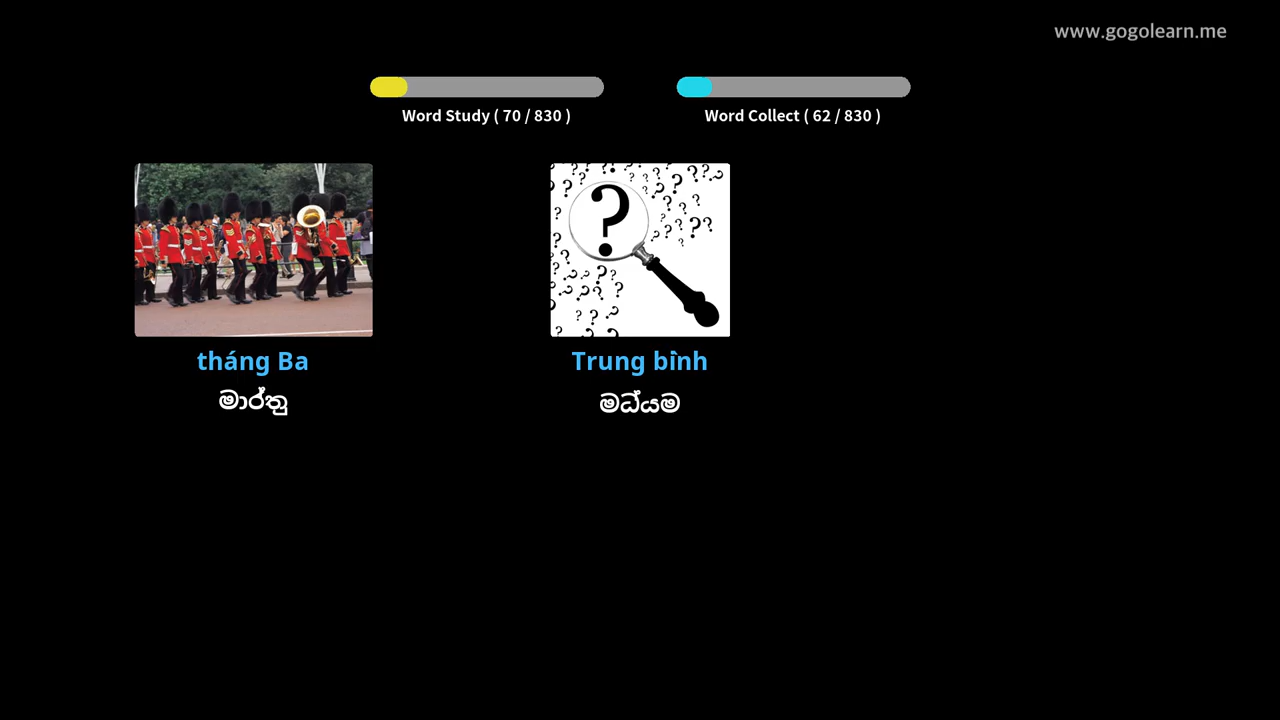 www.gogolearn.me
Word Study ( 70 / 830 )
Word Collect ( 62 / 830 )
tháng Ba
මාර්තු
Trung bình
මධ්යම